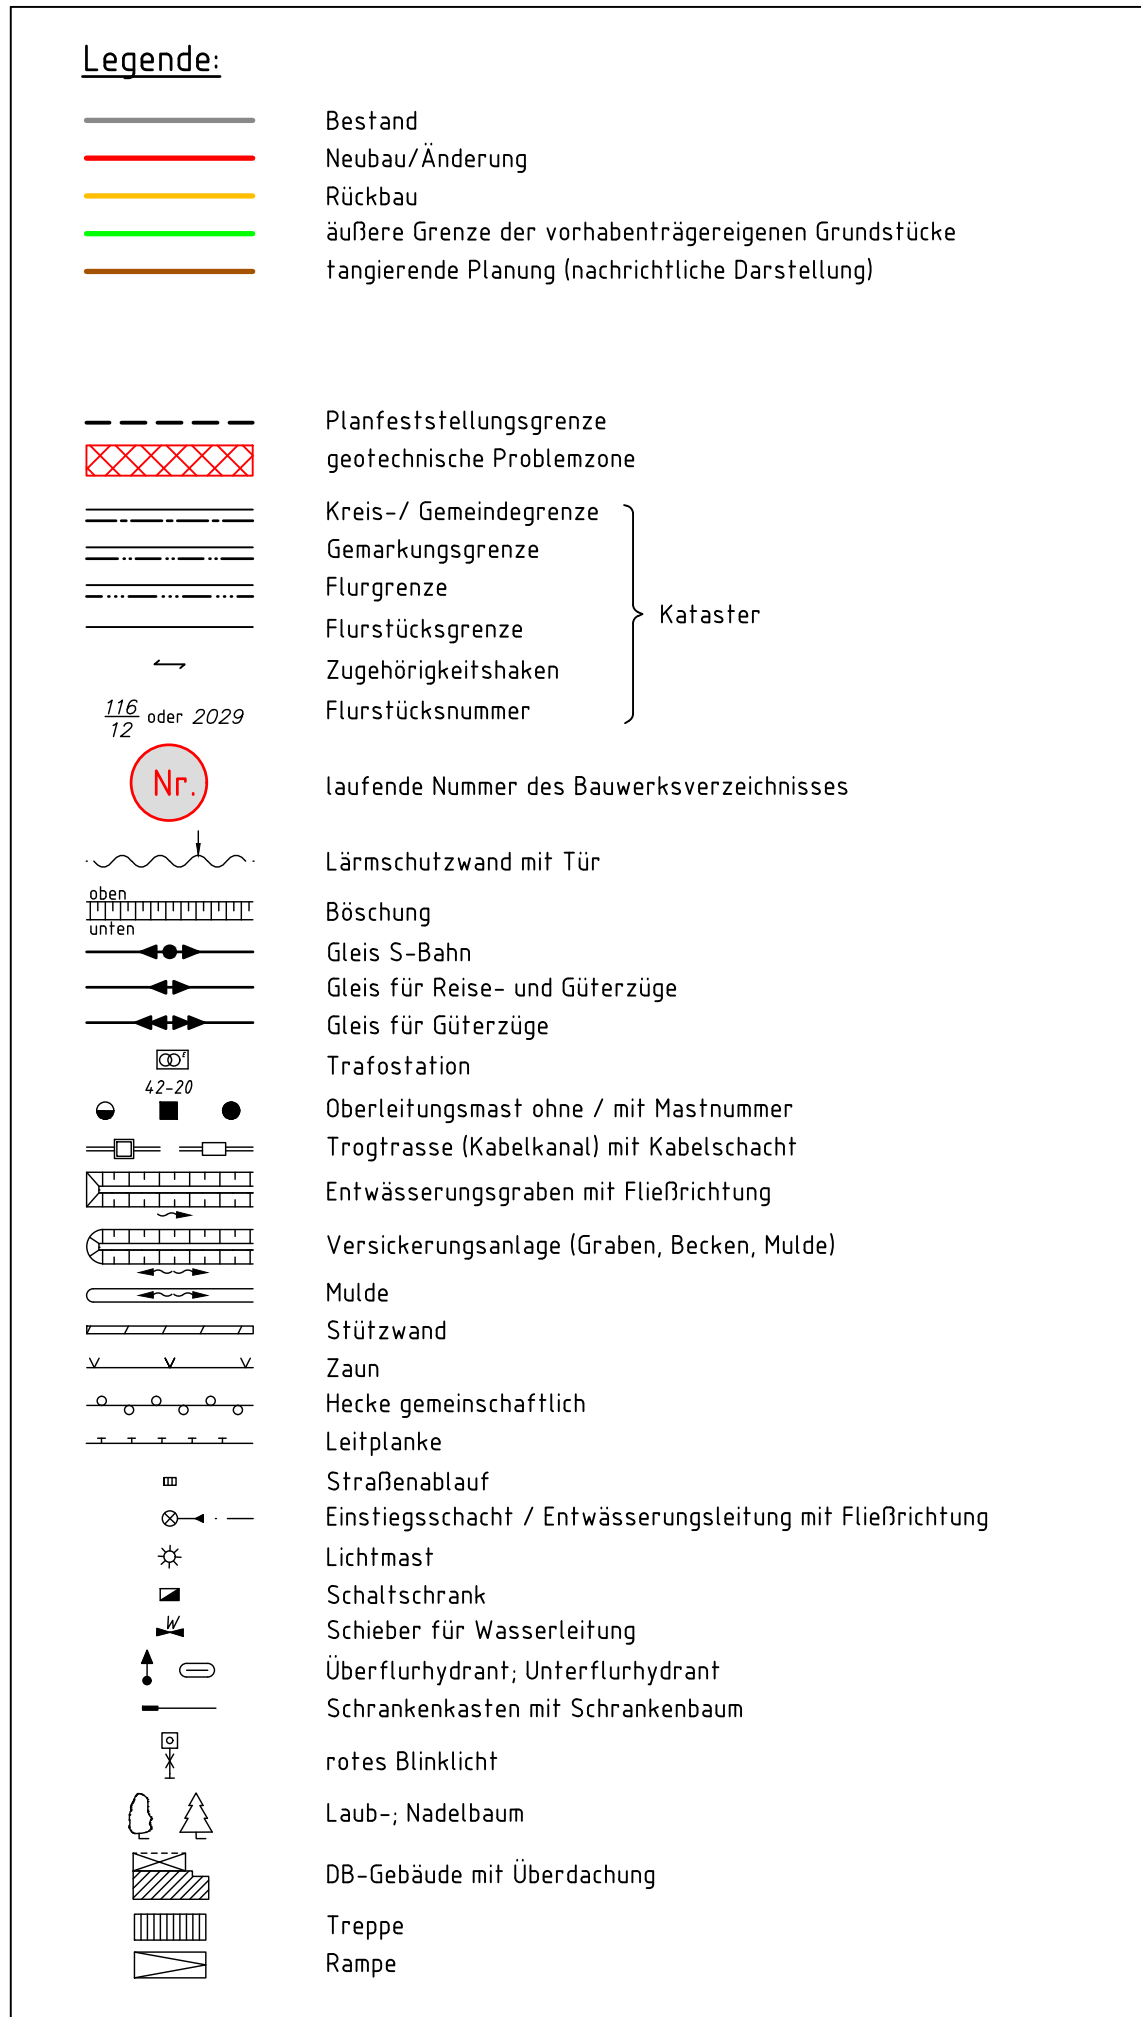 Legende:
Bestand
Neubau/Änderung
Rückbau
äußere Grenze der vorhabenträgereigenen Grundstücke
tangierende Planung (nachrichtliche Darstellung)
Planfeststellungsgrenze
geotechnische Problemzone
Kreis-/ Gemeindegrenze
Gemarkungsgrenze
Flurgrenze
Kataster
Flurstücksgrenze
Zugehörigkeitshaken
116/12 oder 2029 Flurstücksnummer
Nr. laufende Nummer des Bauwerksverzeichnisses
Lärmschutzwand mit Tür
oben
Böschung
unten
Gleis S-Bahn
Gleis für Reise- und Güterzüge
Gleis für Güterzüge
E
Trafostation
42-20
Oberleitungsmast ohne / mit Mastnummer
Trogtrasse (Kabelkanal) mit Kabelschacht
Entwässerungsgraben mit Fließrichtung
Versickerungsanlage (Graben, Becken, Mulde)
Mulde
Stützwand
Zaun
Hecke gemeinschaftlich
Leitplanke
Straßenablauf
Einstiegsschacht / Entwässerungsleitung mit Fließrichtung
Lichtmast
Schaltschrank
W Schieber für Wasserleitung
Überflurhydrant; Unterflurhydrant
Schrankenkasten mit Schrankenbaum
rotes Blinklicht
Laub-; Nadelbaum
DB-Gebäude mit Überdachung
Treppe
Rampe